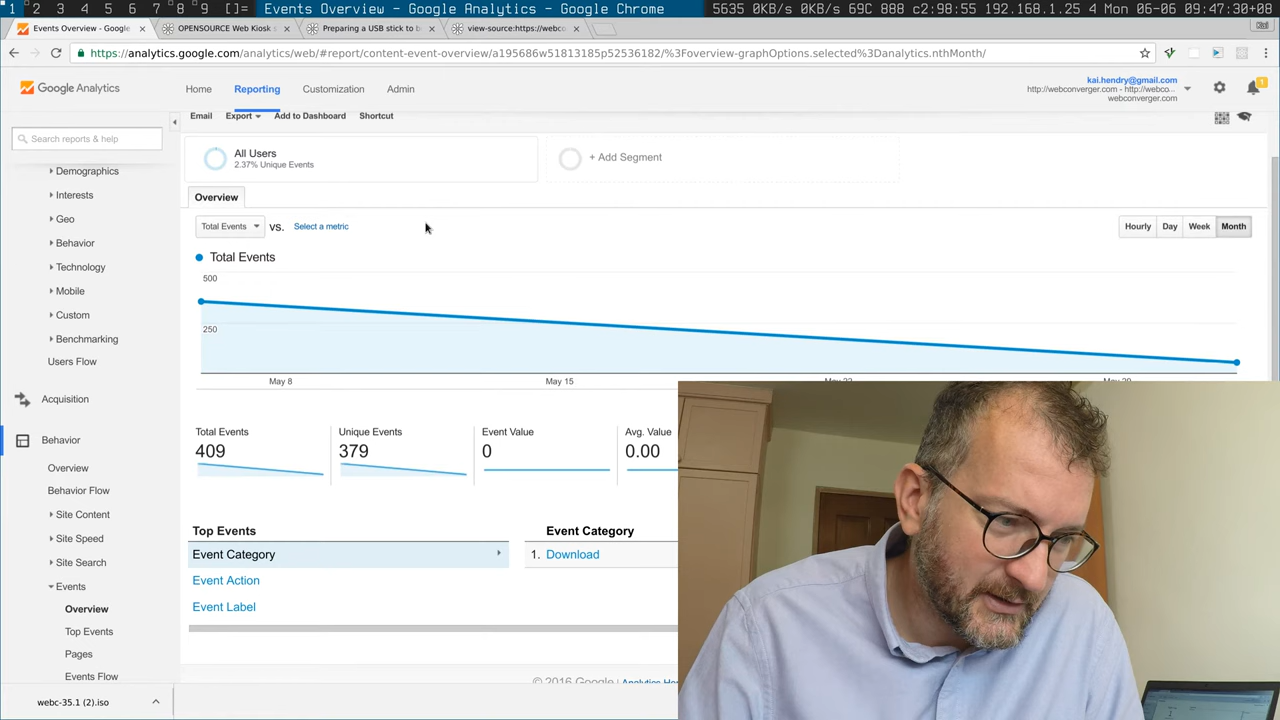 1 2 3 4 5 6 7 8 9 []= Events Overview - Google Analytics - Google Chrome 35.0KB/s 0KB/s 69C 80% 2:98:55 192.168.1.25 4 Mon 06-06 09:47:30 +08
Events Overview - Google
OPENSOURCE Web Kiosk s
Preparing a USB stick to b
view-source:https://webco
Kai
https://analytics.google.com/analytics/web/#report/content-event-overview/a195686w51813185p52536182/%3Foverview-graphOptions.selected%3Danalytics.nthMonth/
Google Analytics
Home
Reporting
Customization
Admin
kai.hendry@gmail.com
http://webconverger.com - http://webco...
webconverger.com
1
Email
Export
Add to Dashboard
Shortcut
Search reports & help
Demographics
Interests
Geo
Behavior
Technology
Mobile
Custom
Benchmarking
Users Flow
Acquisition
Behavior
Overview
Behavior Flow
Site Content
Site Speed
Site Search
Events
Overview
Top Events
Pages
Events Flow
All Users
2.37% Unique Events
+ Add Segment
Overview
Total Events
VS.
Select a metric
Hourly
Day
Week
Month
Total Events
500
250
May 8
May 15
Total Events
409
Unique Events
379
Event Value
0
Avg. Value
0.00
Top Events
Event Category
Event Action
Event Label
Event Category
1. Download
© 2016 Google
webc-35.1 (2).iso